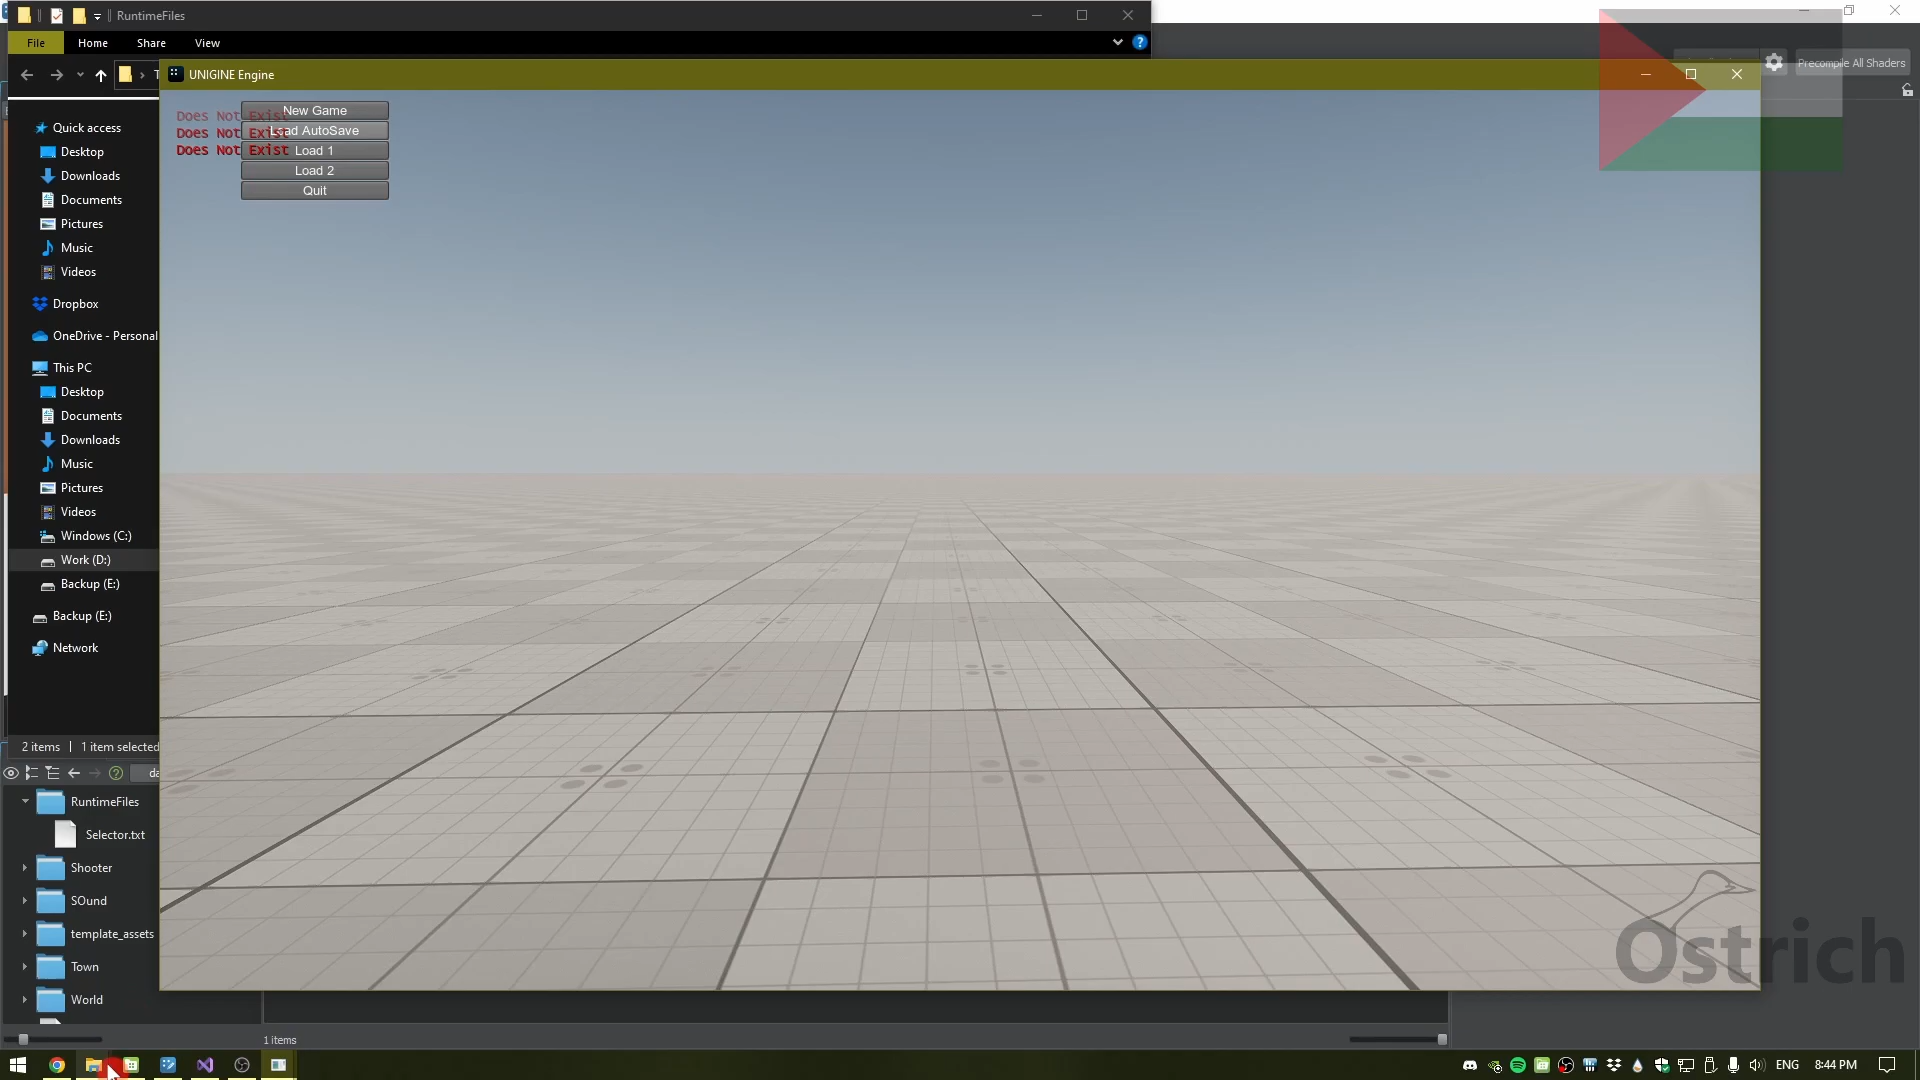 RuntimeFiles
File
Home
Share
View
UNIGINE Engine
Precompile All Shaders
Does Not Exist
Does Not Exist
Does Not Exist
New Game
Load AutoSave
Load 1
Load 2
Quit
Quick access
Desktop
Downloads
Documents
Pictures
Music
Videos
Dropbox
OneDrive - Personal
This PC
Desktop
Documents
Downloads
Music
Pictures
Videos
Windows (C:)
Work (D:)
Backup (E:)
Backup (E:)
Network
2 items
1 item selected
da
RuntimeFiles
Selector.txt
Shooter
SOund
template_assets
Town
World
1 items
Ostrich
ENG
8:44 PM